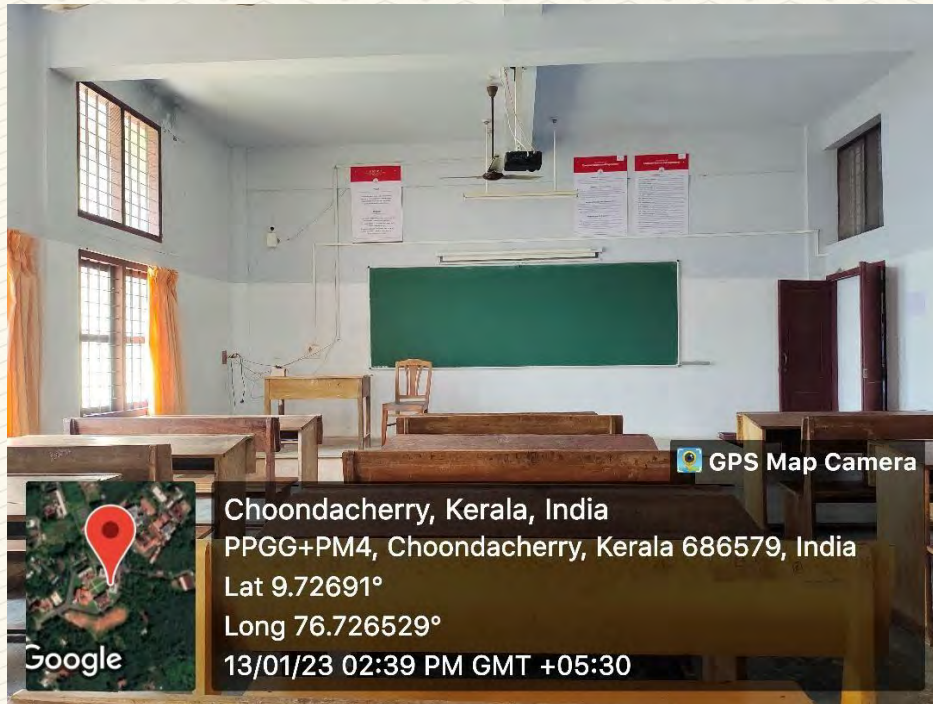 GPS Map Camera
Choondacherry, Kerala, India
PPGG+PM4, Choondacherry, Kerala 686579, India
Lat 9.72691°
Long 76.726529°
13/01/23 02:39 PM GMT +05:30
Google